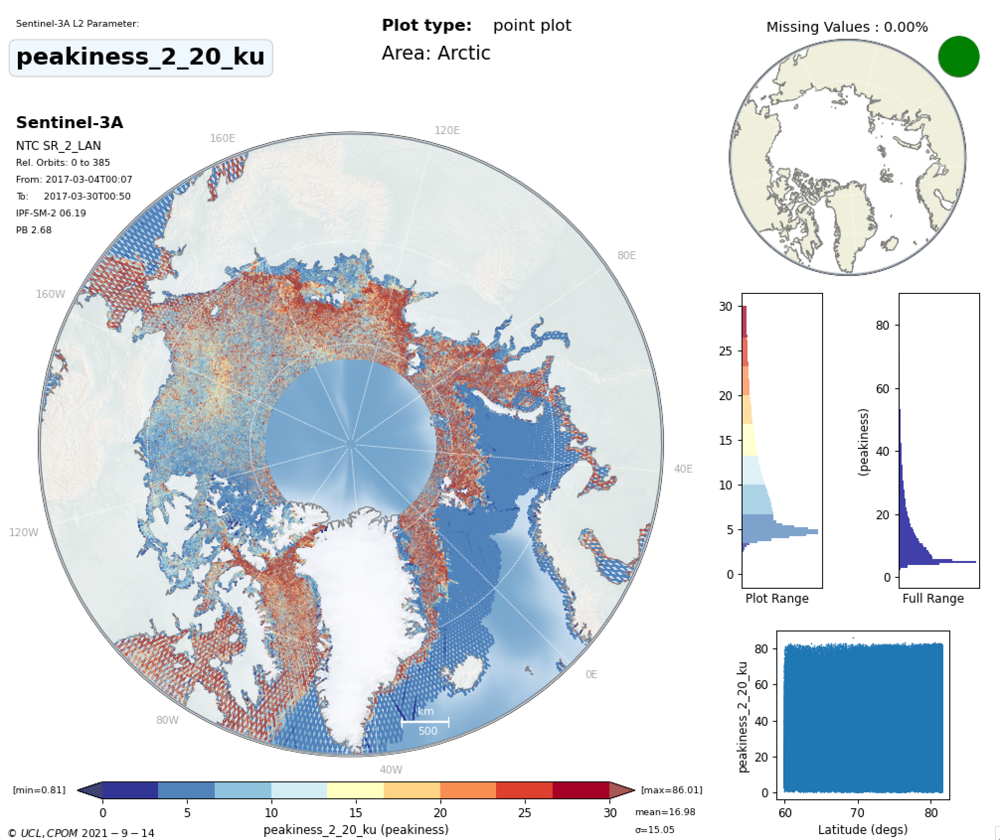 Sentinel-3A L2 Parameter:
peakiness_2_20_ku
Plot type: point plot
Area: Arctic
Missing Values : 0.00%
Sentinel-3A
NTC SR_2_LAN
Rel. Orbits: 0 to 385
From: 2017-03-04T00:07
To: 2017-03-30T00:50
IPF-SM-2 06.19
PB 2.68
160E
120E
80E
160W
40E
120W
0E
80W
40W
km
500
30
25
20
15
10
5
0
Plot Range
80
60
40
20
0
(peakiness)
Full Range
80
60
40
20
0
peakiness_2_20_ku
60 70 80
Latitude (degs)
[min=0.81]
[max=86.01]
0 5 10 15 20 25 30
mean=16.98
peakiness_2_20_ku (peakiness)
σ=15.05
© UCL,CPOM 2021−9−14